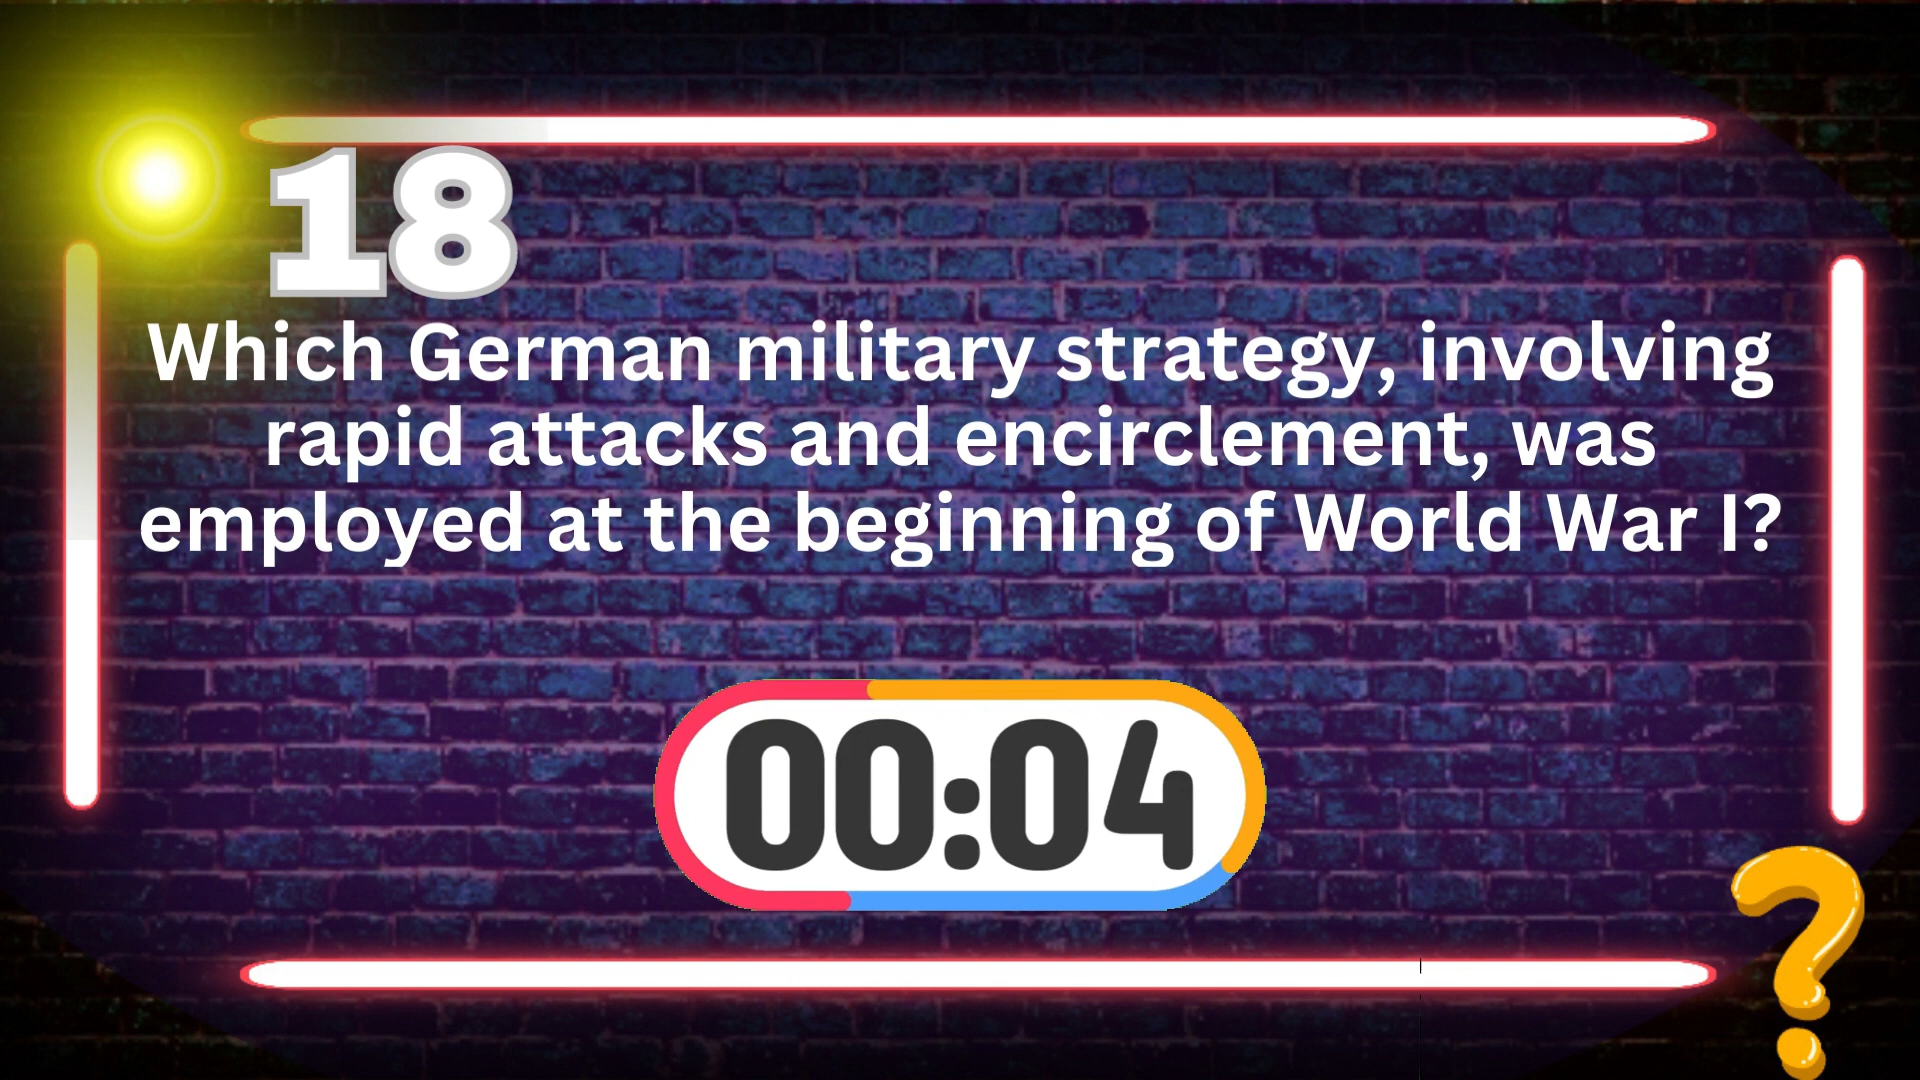 18
Which German military strategy, involving
rapid attacks and encirclement, was
employed at the beginning of World War I?
00:04
?